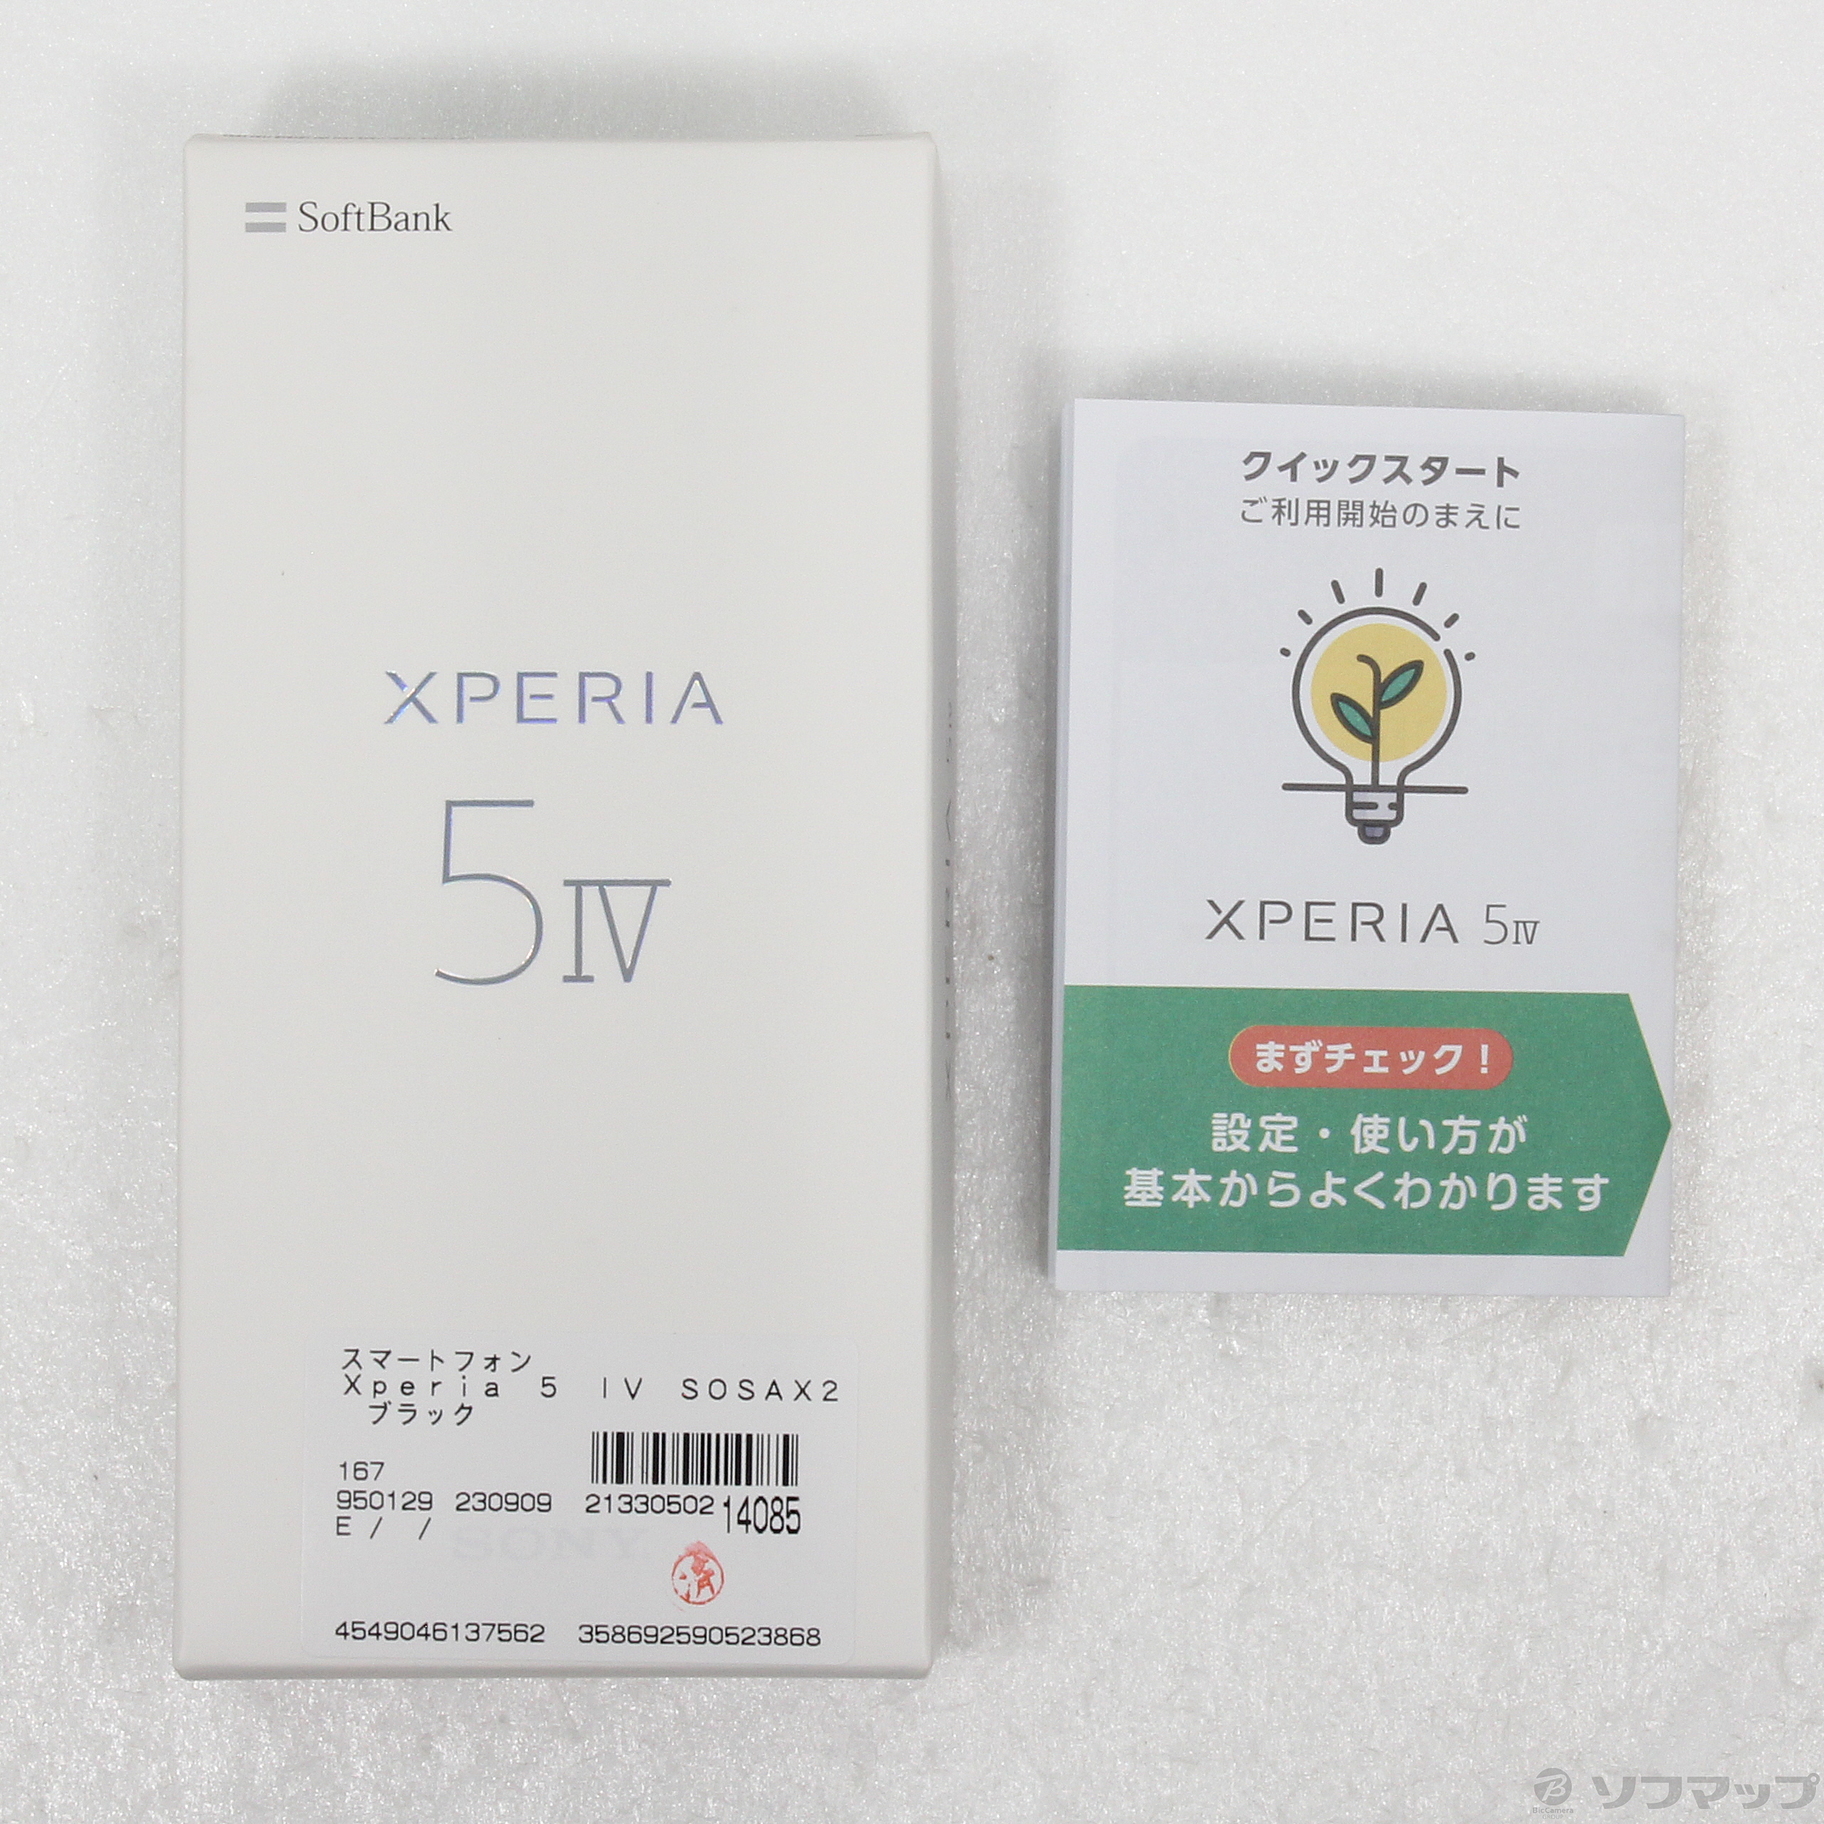 SoftBank
XPERIA
5IV
スマートフォン
Xperia 5 IV SOSAX2
ブラック
167
950129 230909 2133050214085
E / /
SONY
4549046137562 358692590523868
クイックスタート
ご利用開始のまえに
XPERIA 5IV
まずチェック！
設定・使い方が
基本からよくわかります
BicCamera
ソフマップ